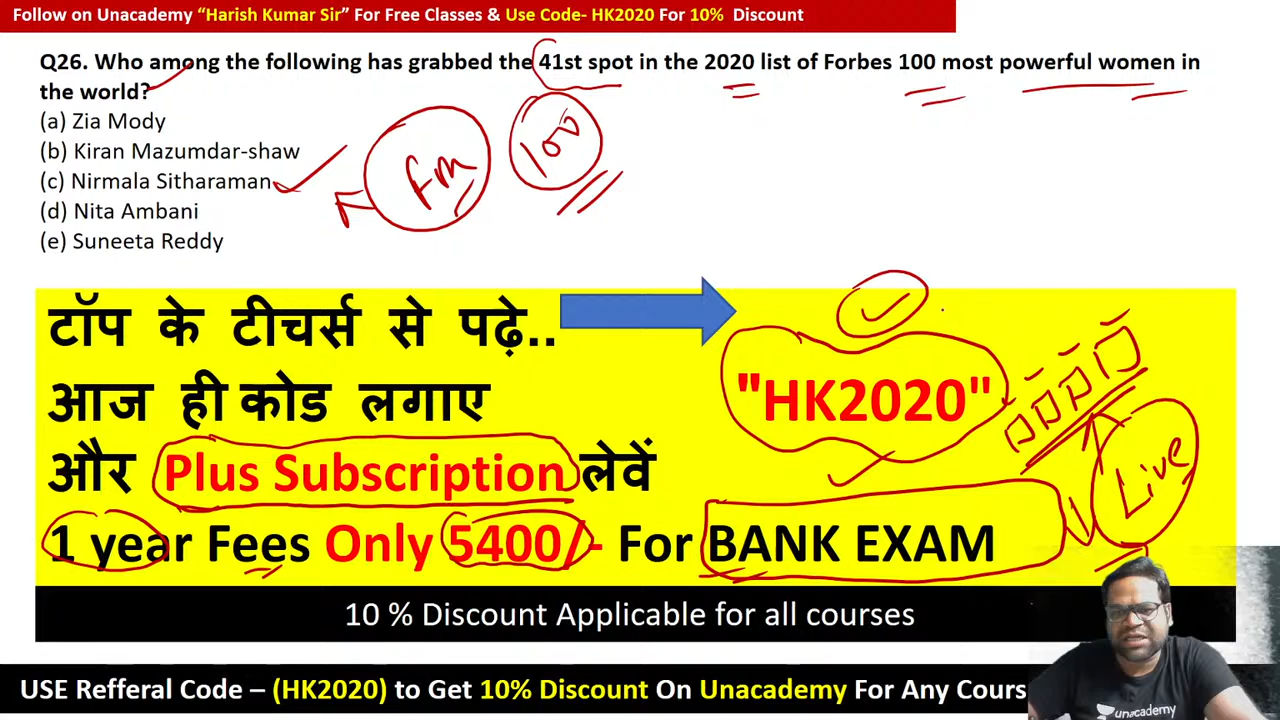 Follow on Unacademy “Harish Kumar Sir” For Free Classes & Use Code- HK2020 For 10% Discount
Q26. Who among the following has grabbed the 41st spot in the 2020 list of Forbes 100 most powerful women in
the world?
(a) Zia Mody
(b) Kiran Mazumdar-shaw
(c) Nirmala Sitharaman
(d) Nita Ambani
(e) Suneeta Reddy
fm
100
टॉप के टीचर्स से पढ़े..
आज ही कोड लगाए
और Plus Subscription लेवें
1 year Fees Only 5400/- For BANK EXAM
"HK2020"
Live
10 % Discount Applicable for all courses
USE Refferal Code – (HK2020) to Get 10% Discount On Unacademy For Any Cours
unacademy